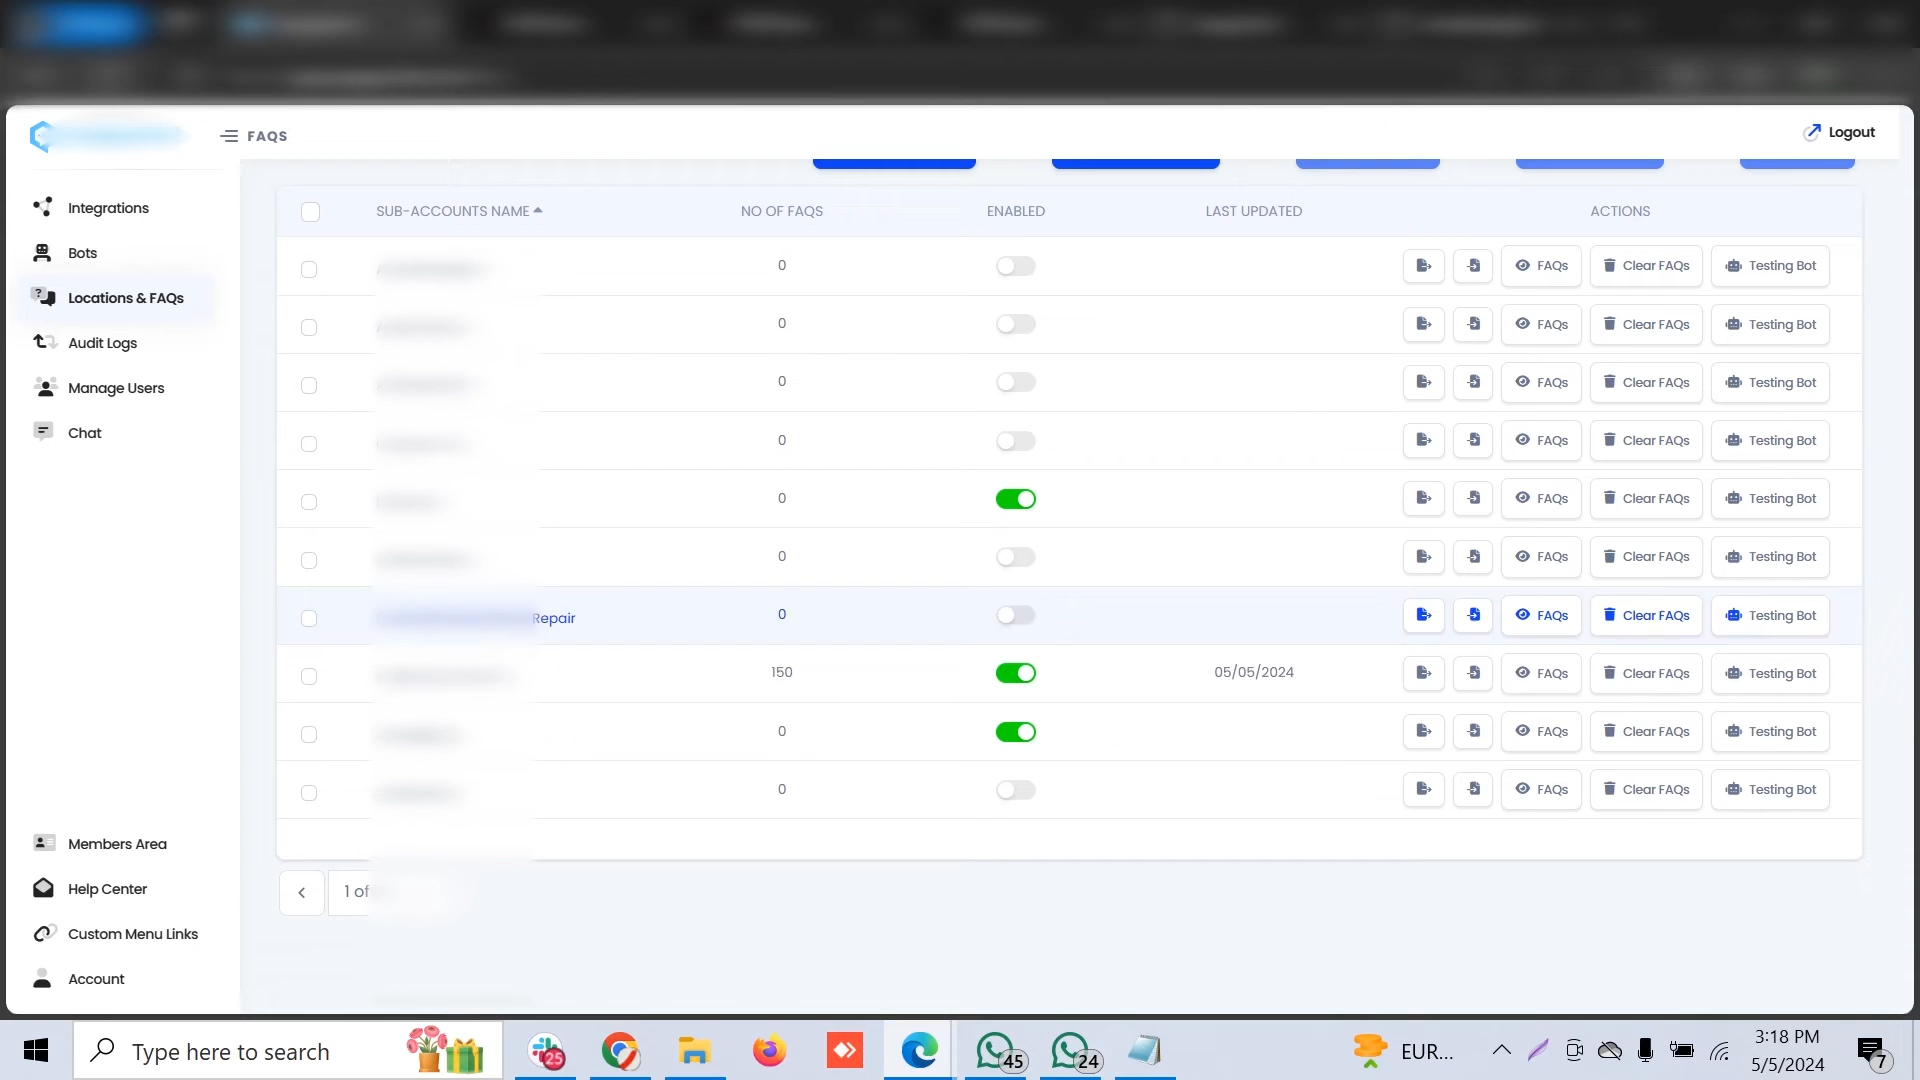 FAQS
Logout
Integrations
Bots
Locations & FAQs
Audit Logs
Manage Users
Chat
Members Area
Help Center
Custom Menu Links
Account
SUB-ACCOUNTS NAME NO OF FAQS ENABLED LAST UPDATED ACTIONS
0 FAQs Clear FAQs Testing Bot
0 FAQs Clear FAQs Testing Bot
0 FAQs Clear FAQs Testing Bot
0 FAQs Clear FAQs Testing Bot
0 FAQs Clear FAQs Testing Bot
0 FAQs Clear FAQs Testing Bot
Repair 0 FAQs Clear FAQs Testing Bot
150 05/05/2024 FAQs Clear FAQs Testing Bot
0 FAQs Clear FAQs Testing Bot
0 FAQs Clear FAQs Testing Bot
1 of
Type here to search
25
45
24
EUR...
3:18 PM
5/5/2024
7